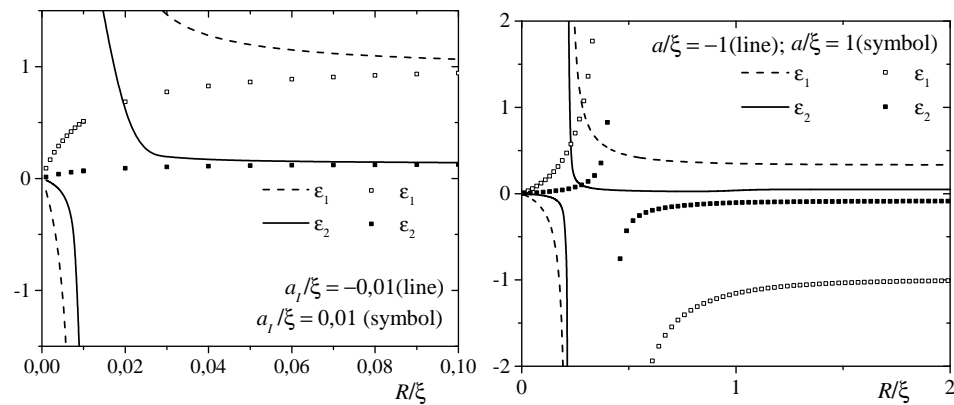 1
0
-1
0,00
0,02
0,04
0,06
0,08
0,10
R/ξ
ε₁ ε₁
ε₂ ε₂
a_I/ξ = −0,01(line)
a_I/ξ = 0,01 (symbol)
2
1
0
-1
-2
0
1
2
R/ξ
a/ξ = −1(line); a/ξ = 1(symbol)
ε₁ ε₁
ε₂ ε₂